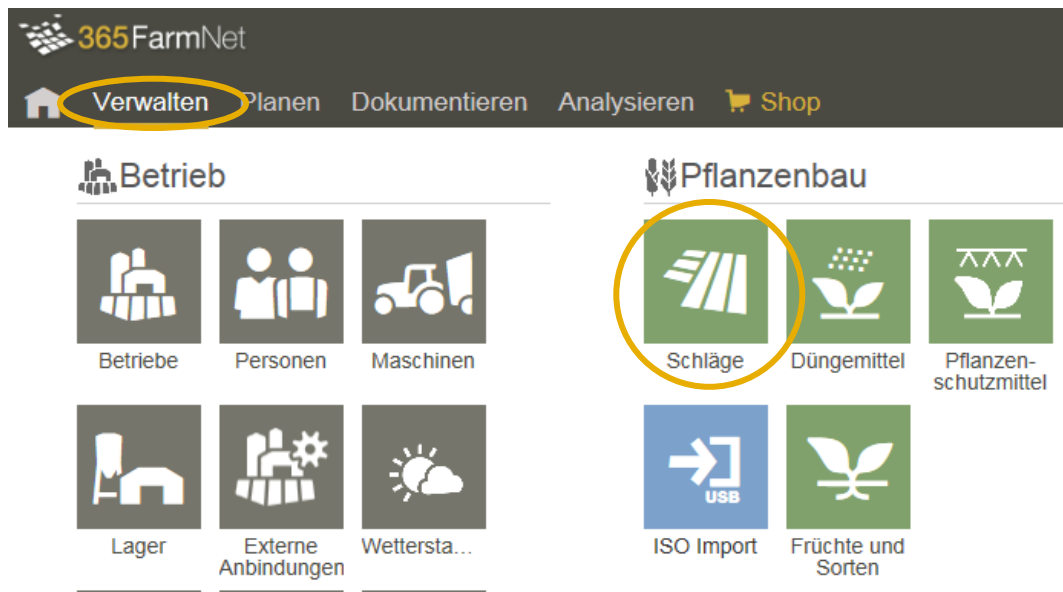 365FarmNet
Verwalten Planen Dokumentieren Analysieren Shop
Betrieb
Pflanzenbau
Betriebe
Personen
Maschinen
Schläge
Düngemittel
Pflanzen-
schutzmittel
USB
Lager
Externe
Anbindungen
Wettersta...
ISO Import
Früchte und
Sorten